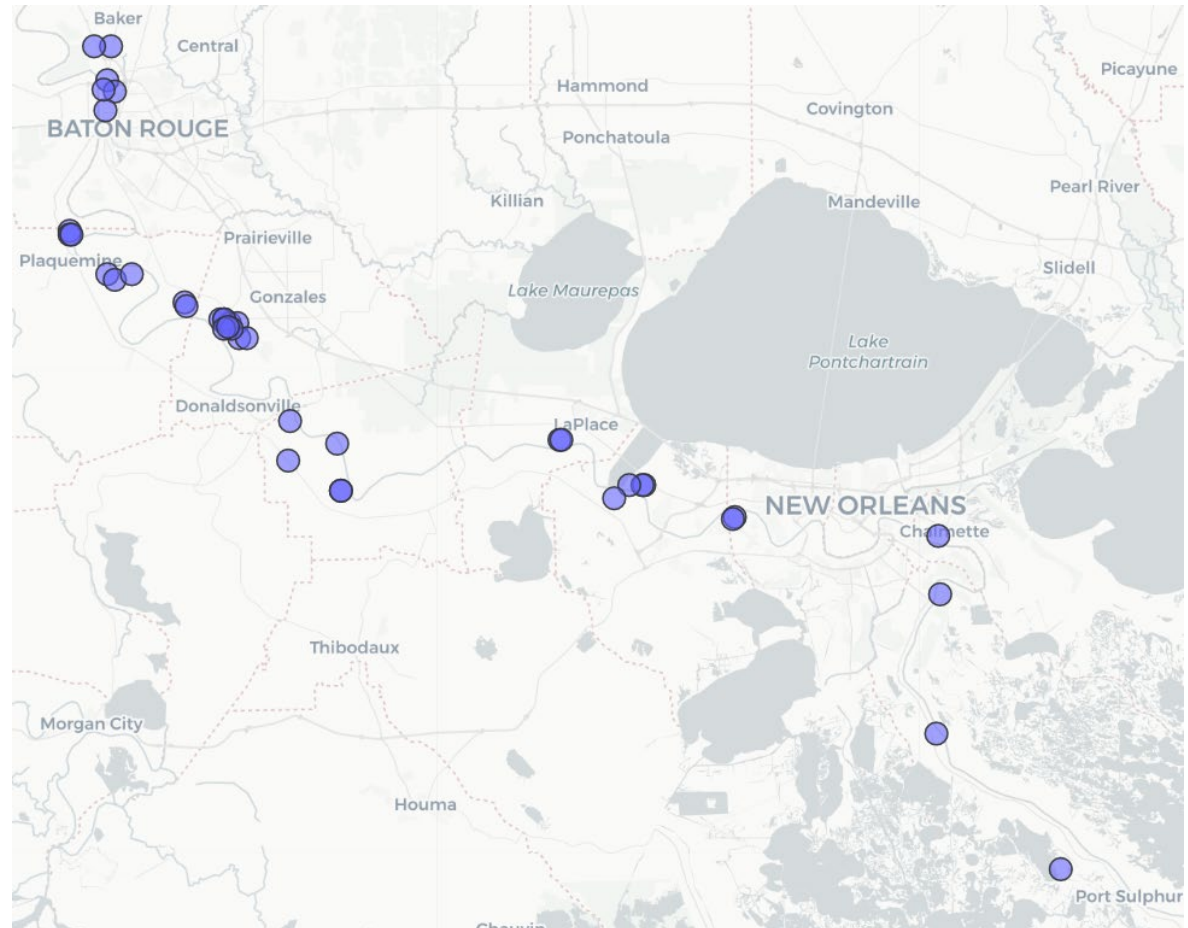 Baker
Central
Picayune
Hammond
Covington
BATON ROUGE
Ponchatoula
Pearl River
Killian
Mandeville
Prairieville
Plaquemine
Slidell
Lake Maurepas
Gonzales
Lake
Pontchartrain
Donaldsonville
LaPlace
NEW ORLEANS
Chalmette
Thibodaux
Morgan City
Houma
Port Sulphur
Chauvin